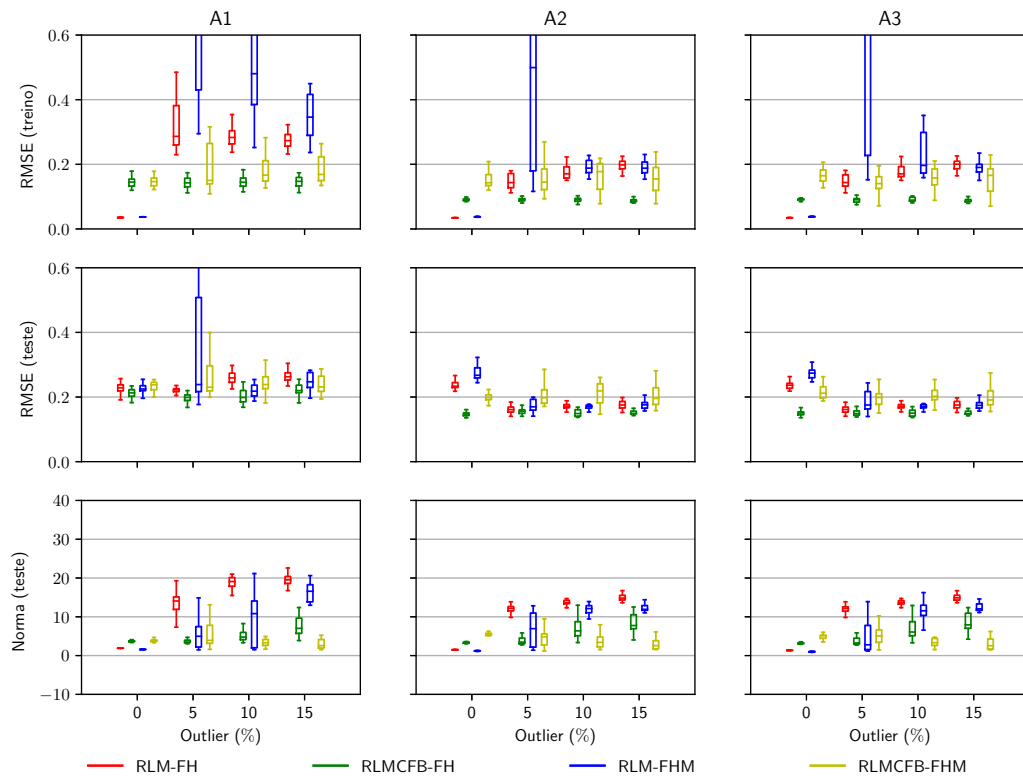 A1 A2 A3
RMSE (treino)
0.6
0.4
0.2
0.0
RMSE (teste)
0.6
0.4
0.2
0.0
Norma (teste)
40
30
20
10
0
−10
0 5 10 15
0 5 10 15
0 5 10 15
Outlier (%) Outlier (%) Outlier (%)
RLM-FH RLMCFB-FH RLM-FHM RLMCFB-FHM